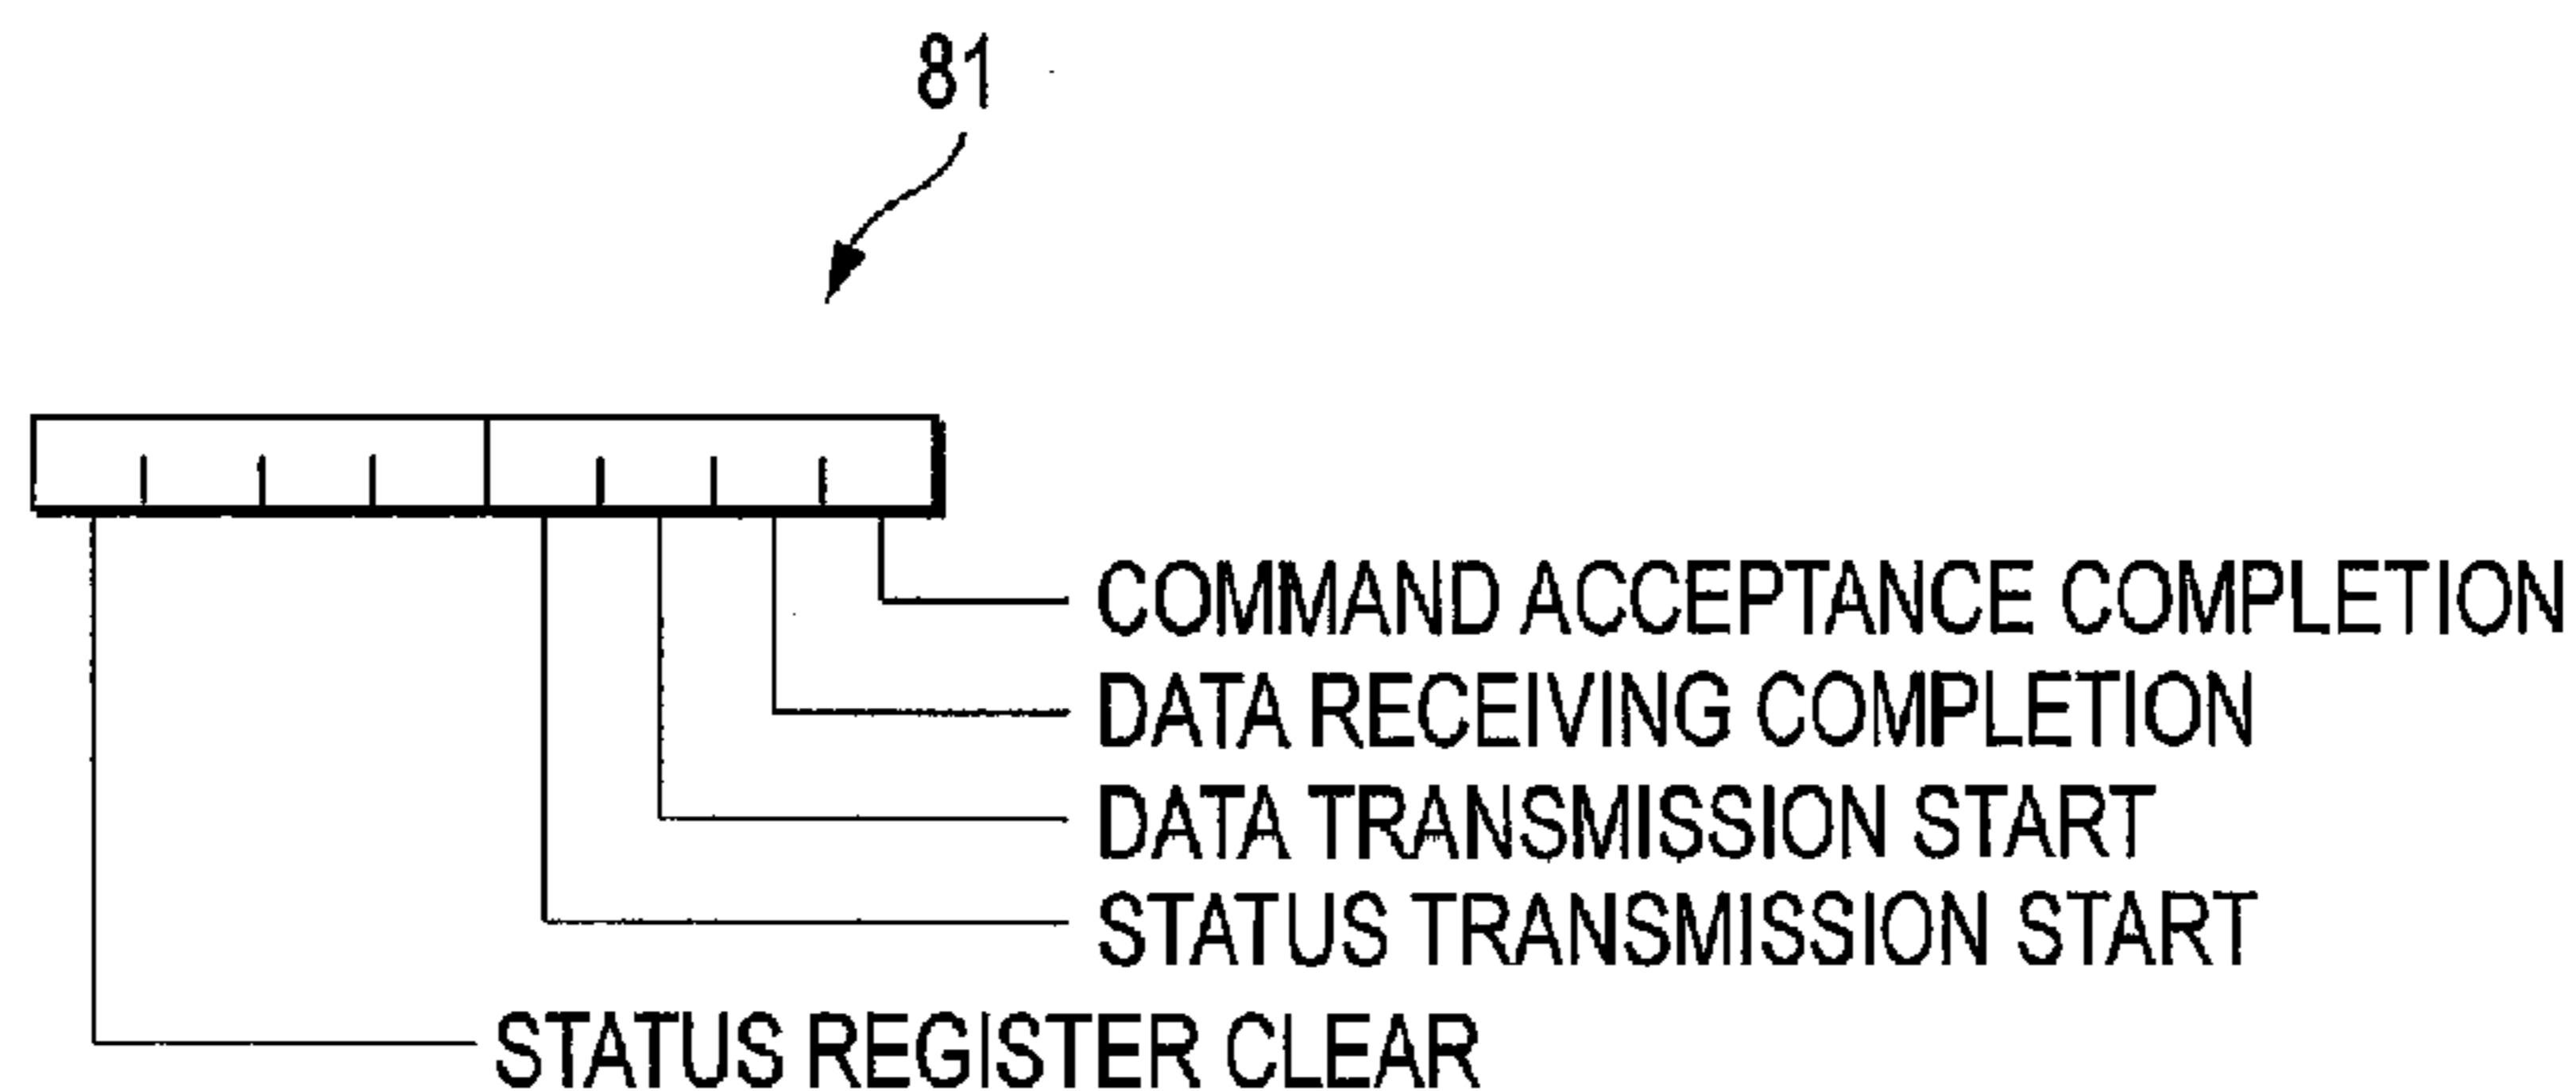 81
COMMAND ACCEPTANCE COMPLETION
DATA RECEIVING COMPLETION
DATA TRANSMISSION START
STATUS TRANSMISSION START
STATUS REGISTER CLEAR